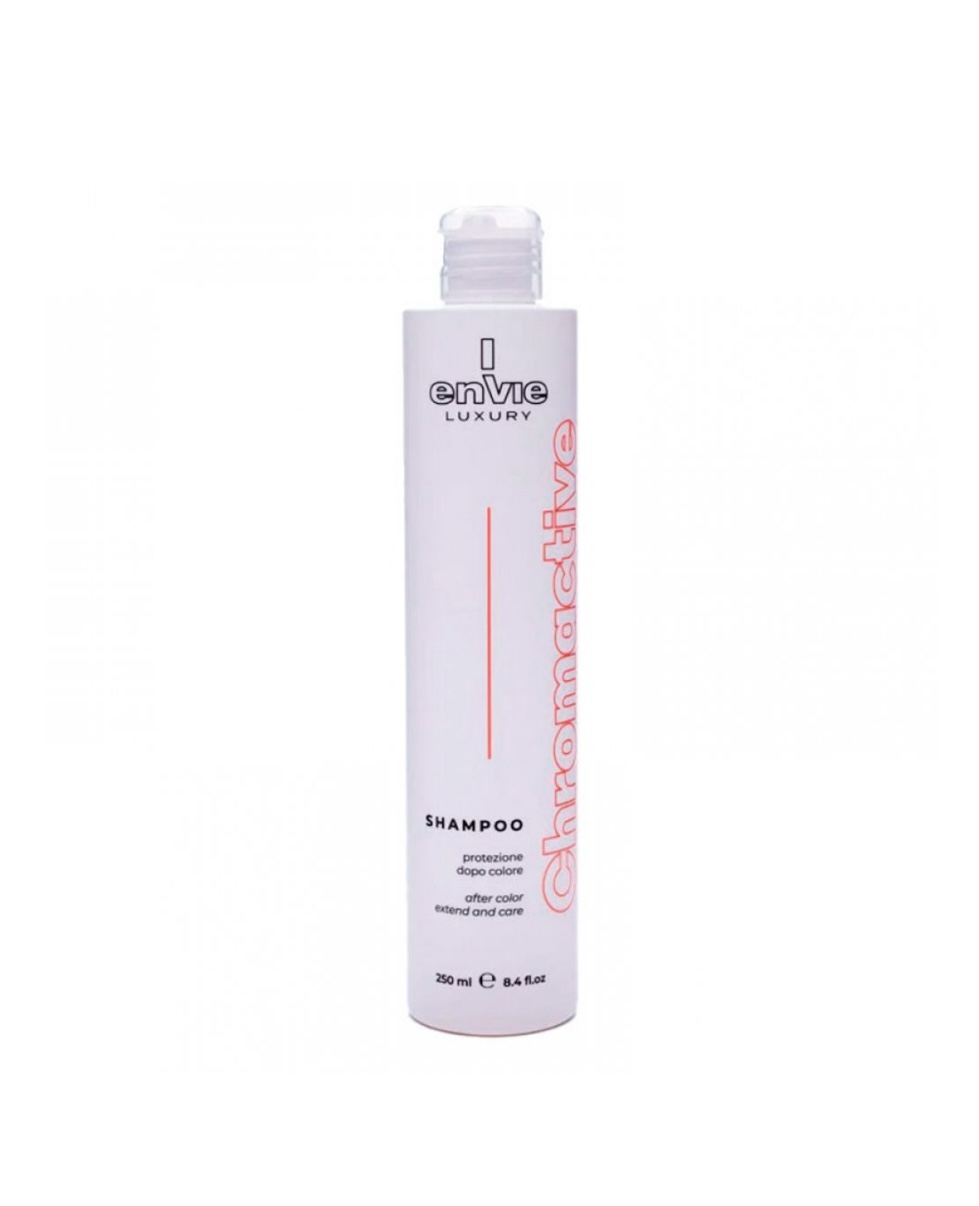 enVie
LUXURY
Chromactive
SHAMPOO
protezione
dopo colore
after color
extend and care
250 ml ℮ 8.4 fl.oz